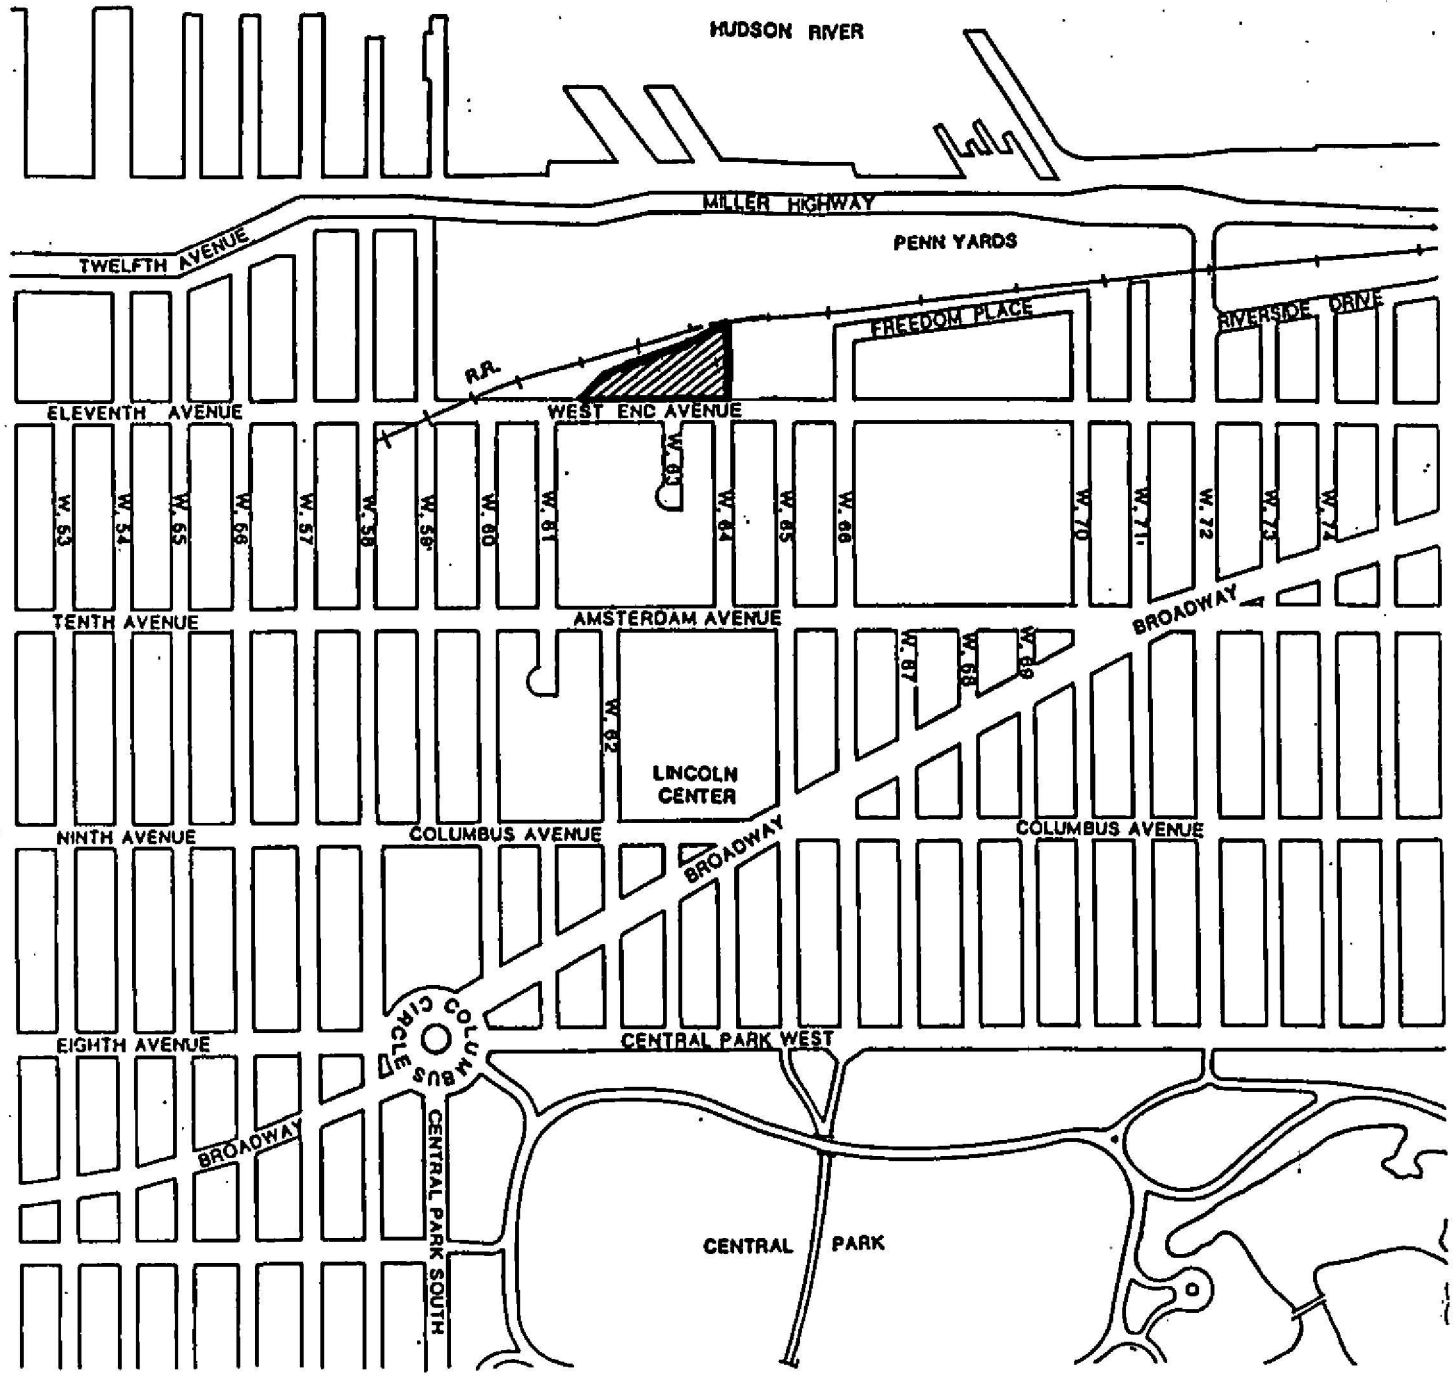 HUDSON RIVER
MILLER HIGHWAY
PENN YARDS
TWELFTH AVENUE
FREEDOM PLACE
RIVERSIDE DRIVE
R.R.
ELEVENTH AVENUE
WEST END AVENUE
W. 63
W. 53
W. 54
W. 55
W. 56
W. 57
W. 58
W. 59
W. 60
W. 61
W. 64
W. 65
W. 66
W. 70
W. 71
W. 72
W. 73
W. 74
BROADWAY
TENTH AVENUE
AMSTERDAM AVENUE
W. 67
W. 68
W. 69
W. 62
LINCOLN
CENTER
NINTH AVENUE
COLUMBUS AVENUE
BROADWAY
COLUMBUS AVENUE
COLUMBUS
CIRCLE
EIGHTH AVENUE
CENTRAL PARK WEST
BROADWAY
CENTRAL PARK SOUTH
CENTRAL PARK